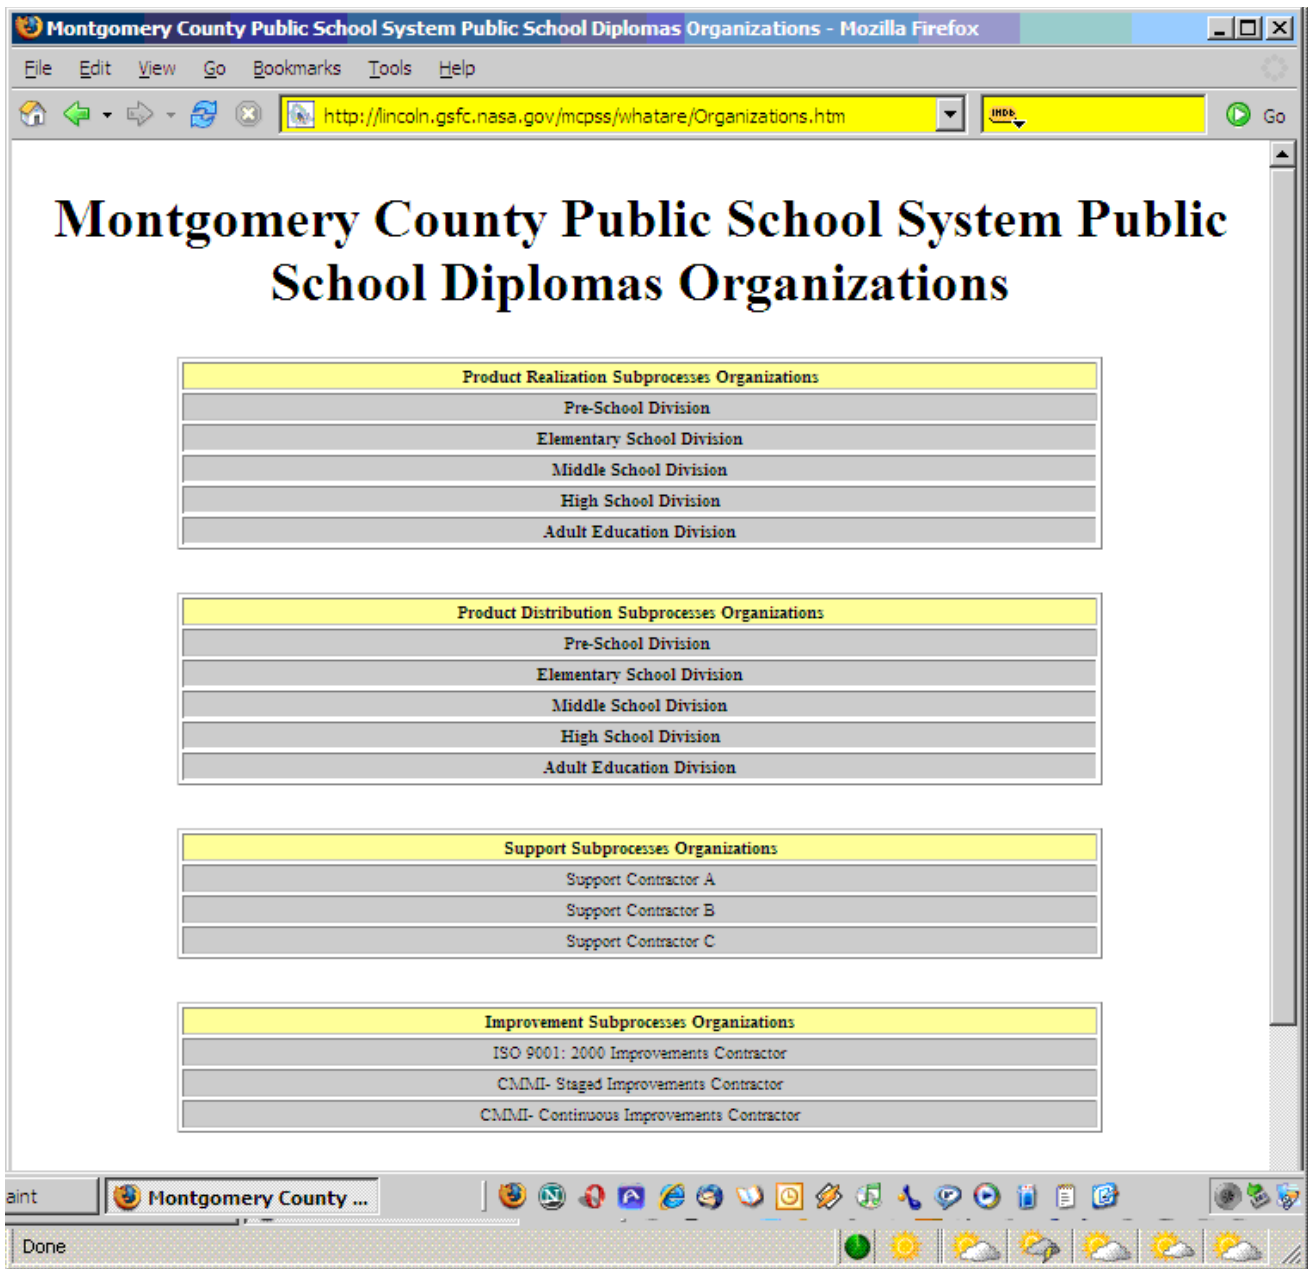 Montgomery County Public School System Public School Diplomas Organizations - Mozilla Firefox
File Edit View Go Bookmarks Tools Help
http://lincoln.gsfc.nasa.gov/mcpss/whatare/Organizations.htm IMDb Go
Montgomery County Public School System Public
School Diplomas Organizations
Product Realization Subprocesses Organizations
Pre-School Division
Elementary School Division
Middle School Division
High School Division
Adult Education Division
Product Distribution Subprocesses Organizations
Pre-School Division
Elementary School Division
Middle School Division
High School Division
Adult Education Division
Support Subprocesses Organizations
Support Contractor A
Support Contractor B
Support Contractor C
Improvement Subprocesses Organizations
ISO 9001: 2000 Improvements Contractor
CMMI- Staged Improvements Contractor
CMMI- Continuous Improvements Contractor
aint Montgomery County ...
Done